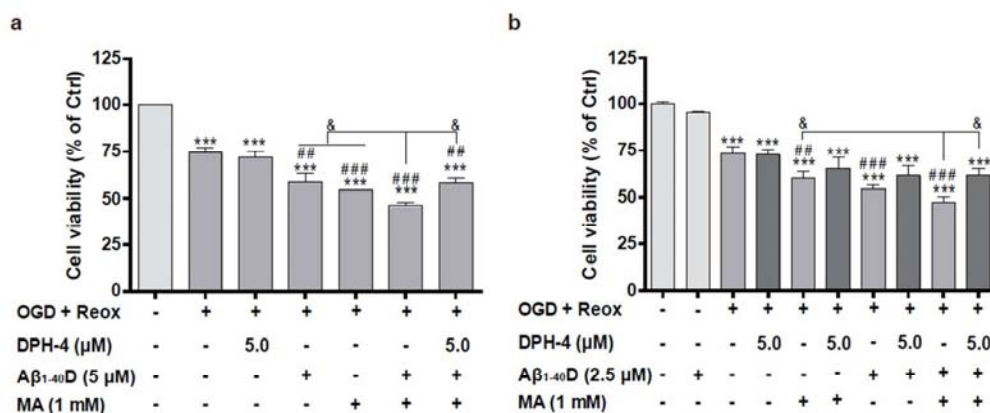 a
125
100
75
50
25
0
Cell viability (% of Ctrl)
*** *** ## *** ### *** ### *** ## ***
& &
OGD + Reox - + + + + + +
DPH-4 (µM) - - 5.0 - - - 5.0
Aβ1-40D (5 µM) - - - + - + +
MA (1 mM) - - - - + + +
b
125
100
75
50
25
0
Cell viability (% of Ctrl)
*** *** ## *** *** ### *** *** ### *** ***
& &
OGD + Reox - - + + + + + + + +
DPH-4 (µM) - - - 5.0 - 5.0 - 5.0 - 5.0
Aβ1-40D (2.5 µM) - + - - - - + + + +
MA (1 mM) - - - - + + - - + +